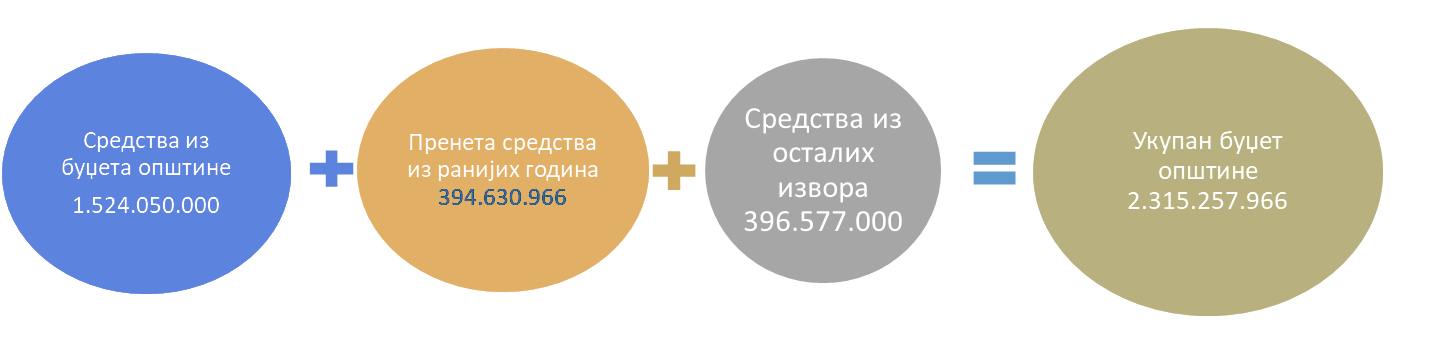 Средства из
буџета општине
1.524.050.000
Пренета средства
из ранијих година
394.630.966
Средства из
осталих
извора
396.577.000
Укупан буџет
општине
2.315.257.966